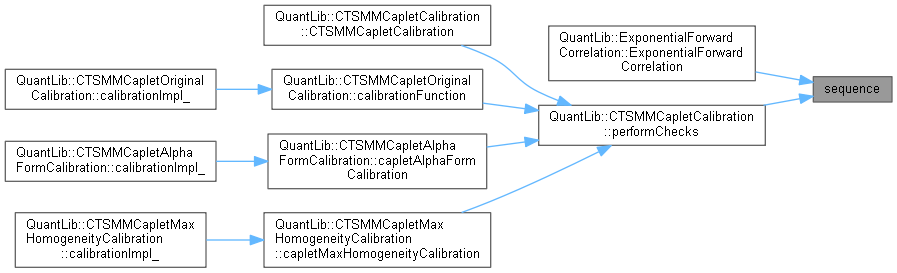 QuantLib::CTSMMCapletCalibration
::CTSMMCapletCalibration
QuantLib::ExponentialForward
Correlation::ExponentialForward
Correlation
QuantLib::CTSMMCapletOriginal
Calibration::calibrationImpl_
QuantLib::CTSMMCapletOriginal
Calibration::calibrationFunction
sequence
QuantLib::CTSMMCapletCalibration
::performChecks
QuantLib::CTSMMCapletAlpha
FormCalibration::calibrationImpl_
QuantLib::CTSMMCapletAlpha
FormCalibration::capletAlphaForm
Calibration
QuantLib::CTSMMCapletMax
HomogeneityCalibration
::calibrationImpl_
QuantLib::CTSMMCapletMax
HomogeneityCalibration
::capletMaxHomogeneityCalibration